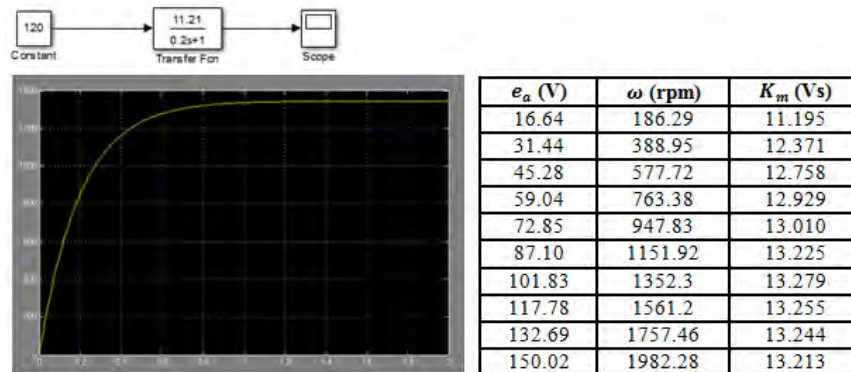 120
Constant
11.21
0.2s+1
Transfer Fcn
Scope
e_a (V) ω (rpm) K_m (Vs)
16.64 186.29 11.195
31.44 388.95 12.371
45.28 577.72 12.758
59.04 763.38 12.929
72.85 947.83 13.010
87.10 1151.92 13.225
101.83 1352.3 13.279
117.78 1561.2 13.255
132.69 1757.46 13.244
150.02 1982.28 13.213